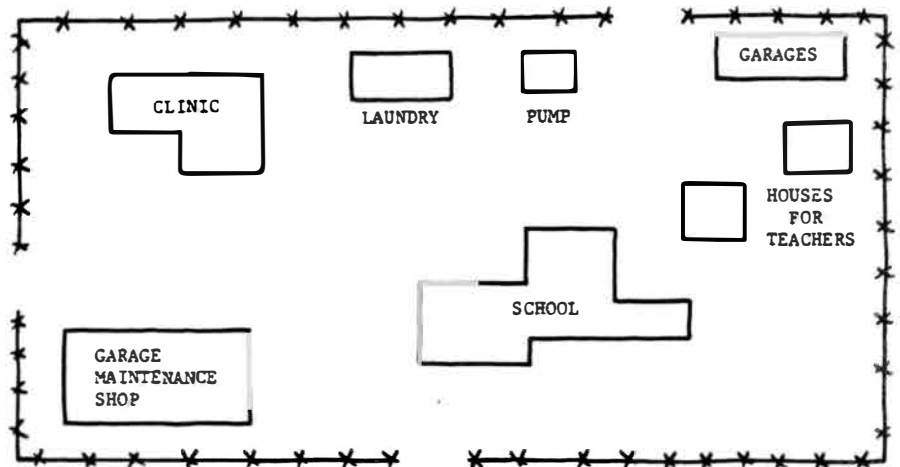 GARAGES
CLINIC
LAUNDRY
PUMP
HOUSES
FOR
TEACHERS
SCHOOL
GARAGE
MAINTENANCE
SHOP